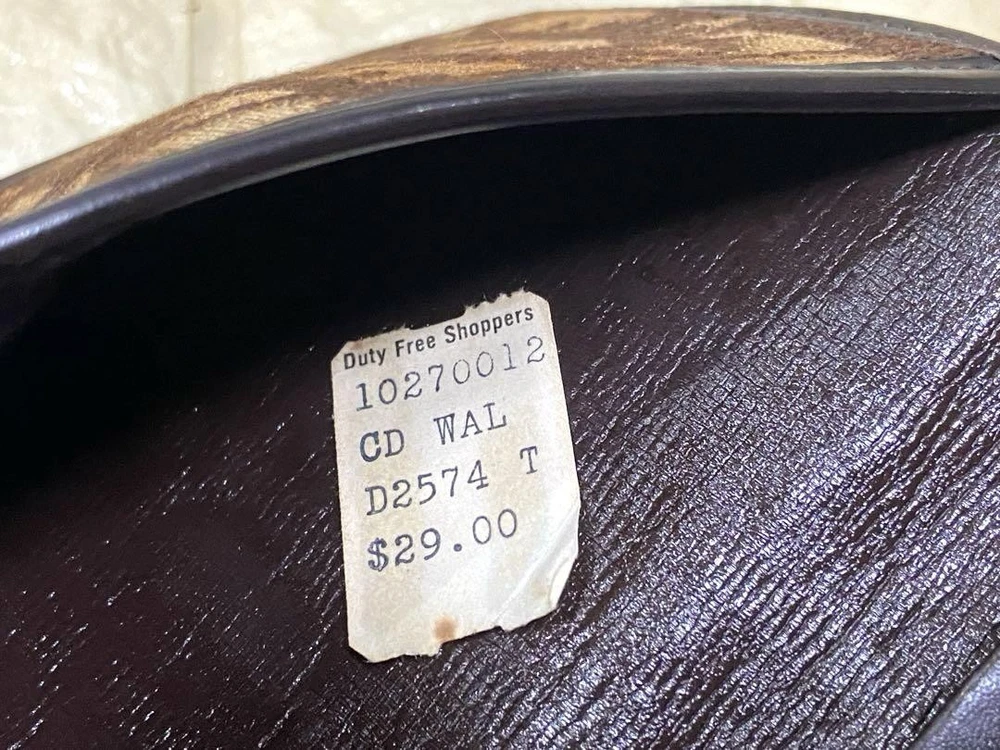 Duty Free Shoppers
10270012
CD WAL
D2574 T
$29.00